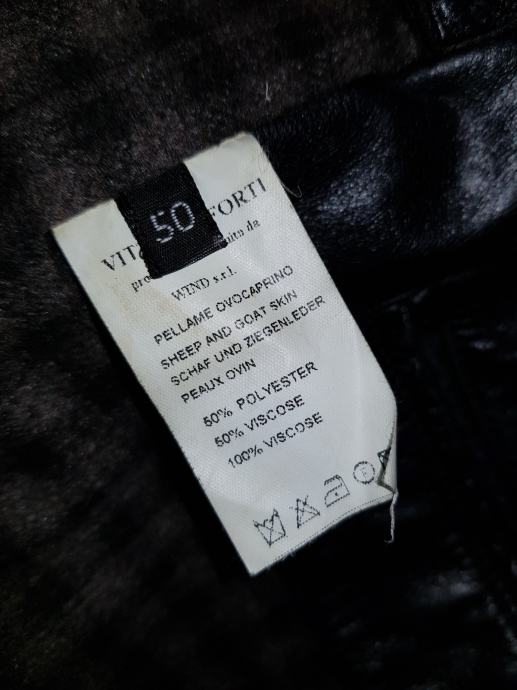 50
VIT FORTI
WIND s.r.l.
PELLAME OVOCAPRINO
SHEEP AND GOAT SKIN
SCHAF UND ZIEGENLEDER
PEAUX OVIN
50% POLYESTER
50% VISCOSE
100% VISCOSE